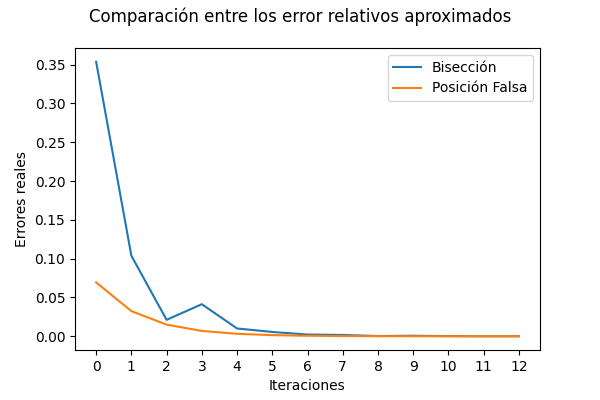 Comparación entre los error relativos aproximados
Bisección
Posición Falsa
Errores reales
0.35
0.30
0.25
0.20
0.15
0.10
0.05
0.00
0 1 2 3 4 5 6 7 8 9 10 11 12
Iteraciones